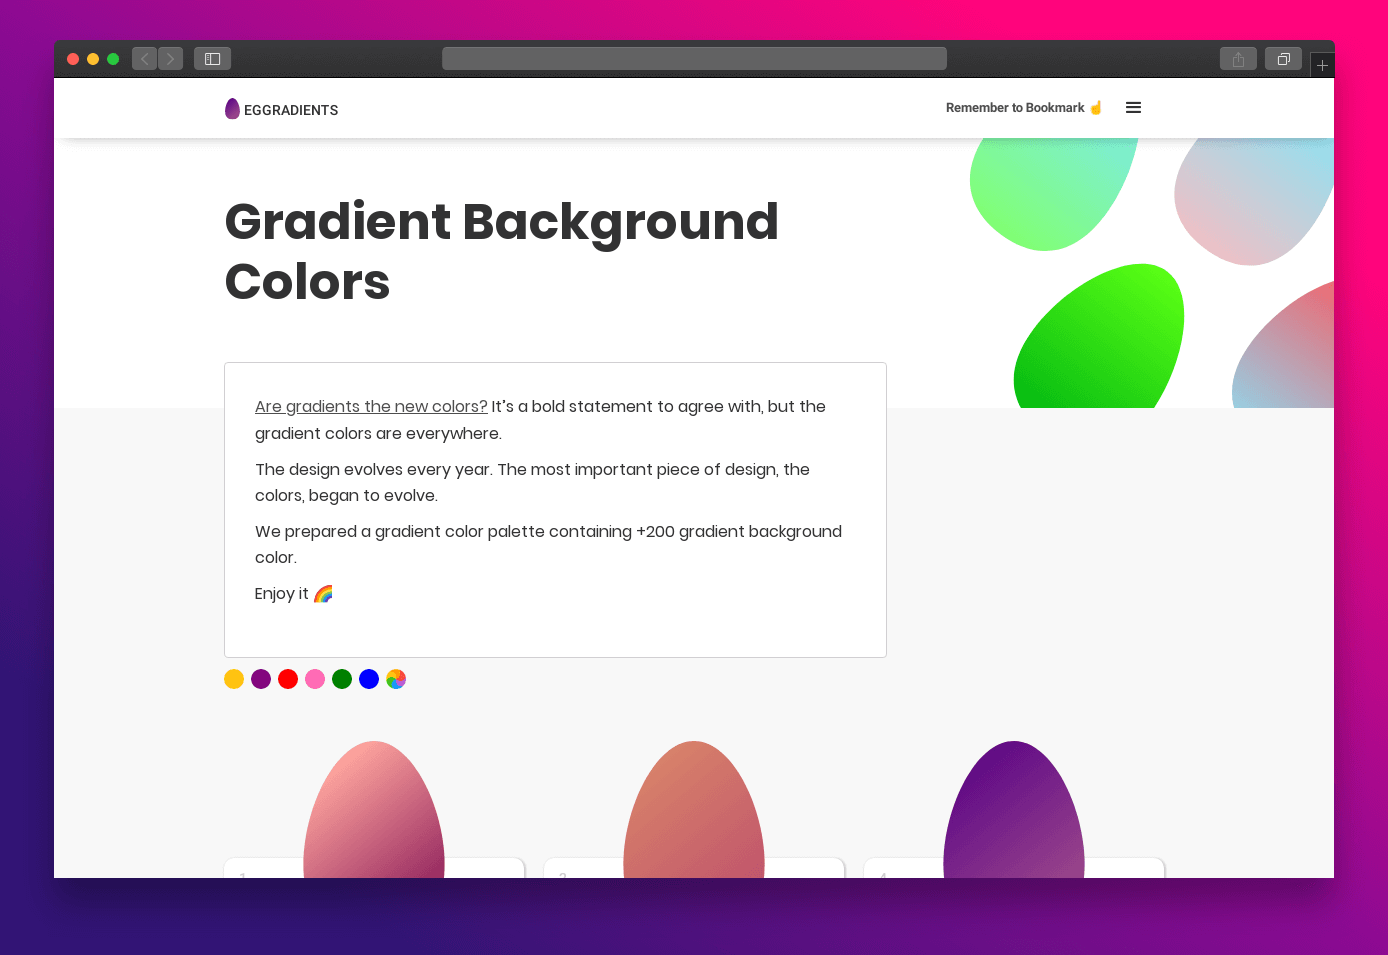 EGGRADIENTS
Remember to Bookmark ☝
Gradient Background
Colors
Are gradients the new colors? It’s a bold statement to agree with, but the
gradient colors are everywhere.
The design evolves every year. The most important piece of design, the
colors, began to evolve.
We prepared a gradient color palette containing +200 gradient background
color.
Enjoy it 🌈